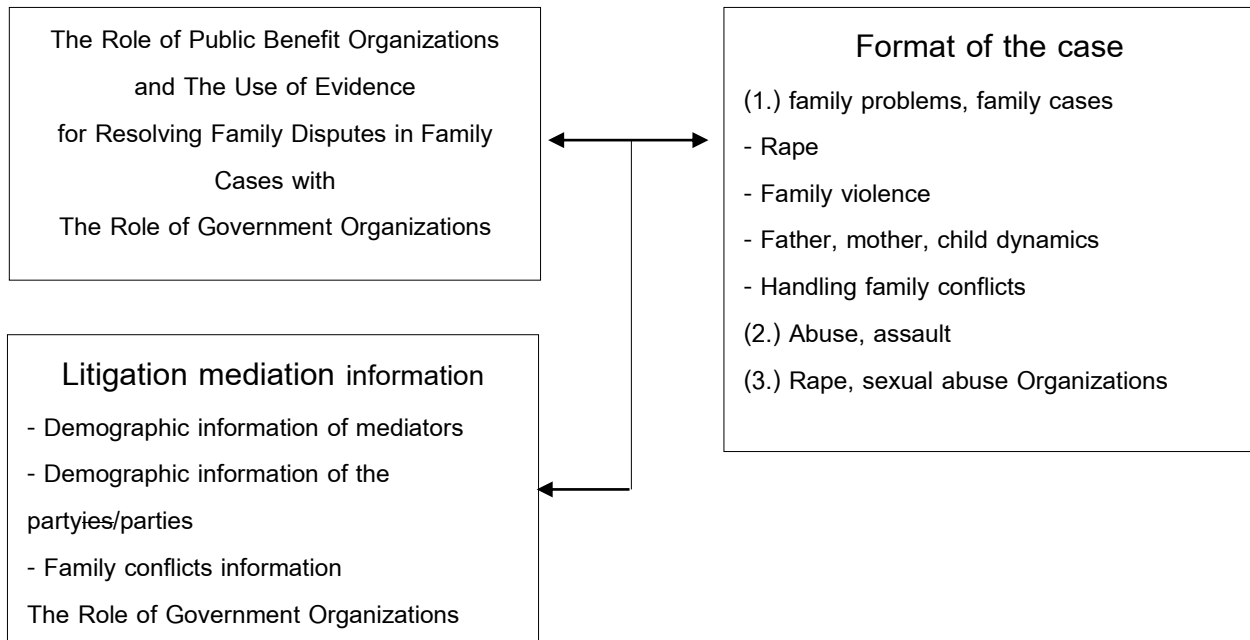 The Role of Public Benefit Organizations
and The Use of Evidence
for Resolving Family Disputes in Family
Cases with
The Role of Government Organizations
Format of the case
(1.) family problems, family cases
- Rape
- Family violence
- Father, mother, child dynamics
- Handling family conflicts
(2.) Abuse, assault
(3.) Rape, sexual abuse Organizations
Litigation mediation information
- Demographic information of mediators
- Demographic information of the
partyies/parties
- Family conflicts information
The Role of Government Organizations